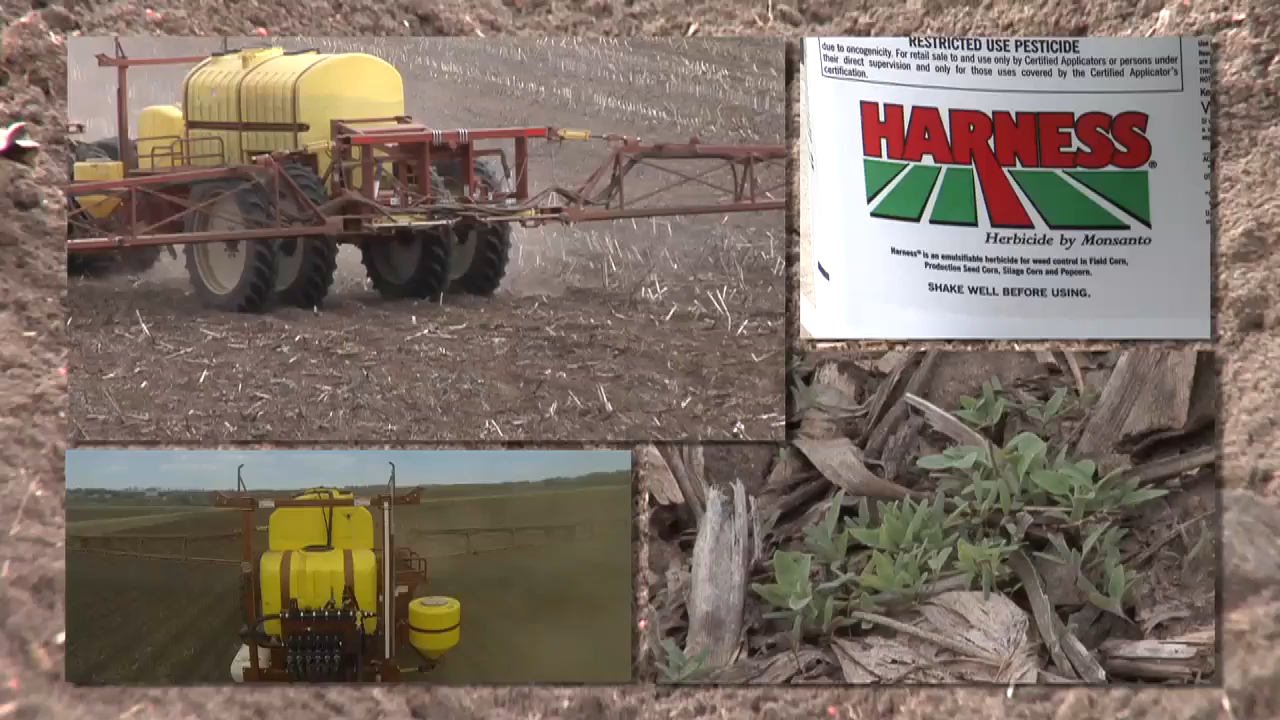 RESTRICTED USE PESTICIDE
due to oncogenicity. For retail sale to and use only by Certified Applicators or persons under
their direct supervision and only for those uses covered by the Certified Applicator's
certification.
HARNESS®
Herbicide by Monsanto
Harness® is an emulsifiable herbicide for weed control in Field Corn,
Production Seed Corn, Silage Corn and Popcorn.
SHAKE WELL BEFORE USING.